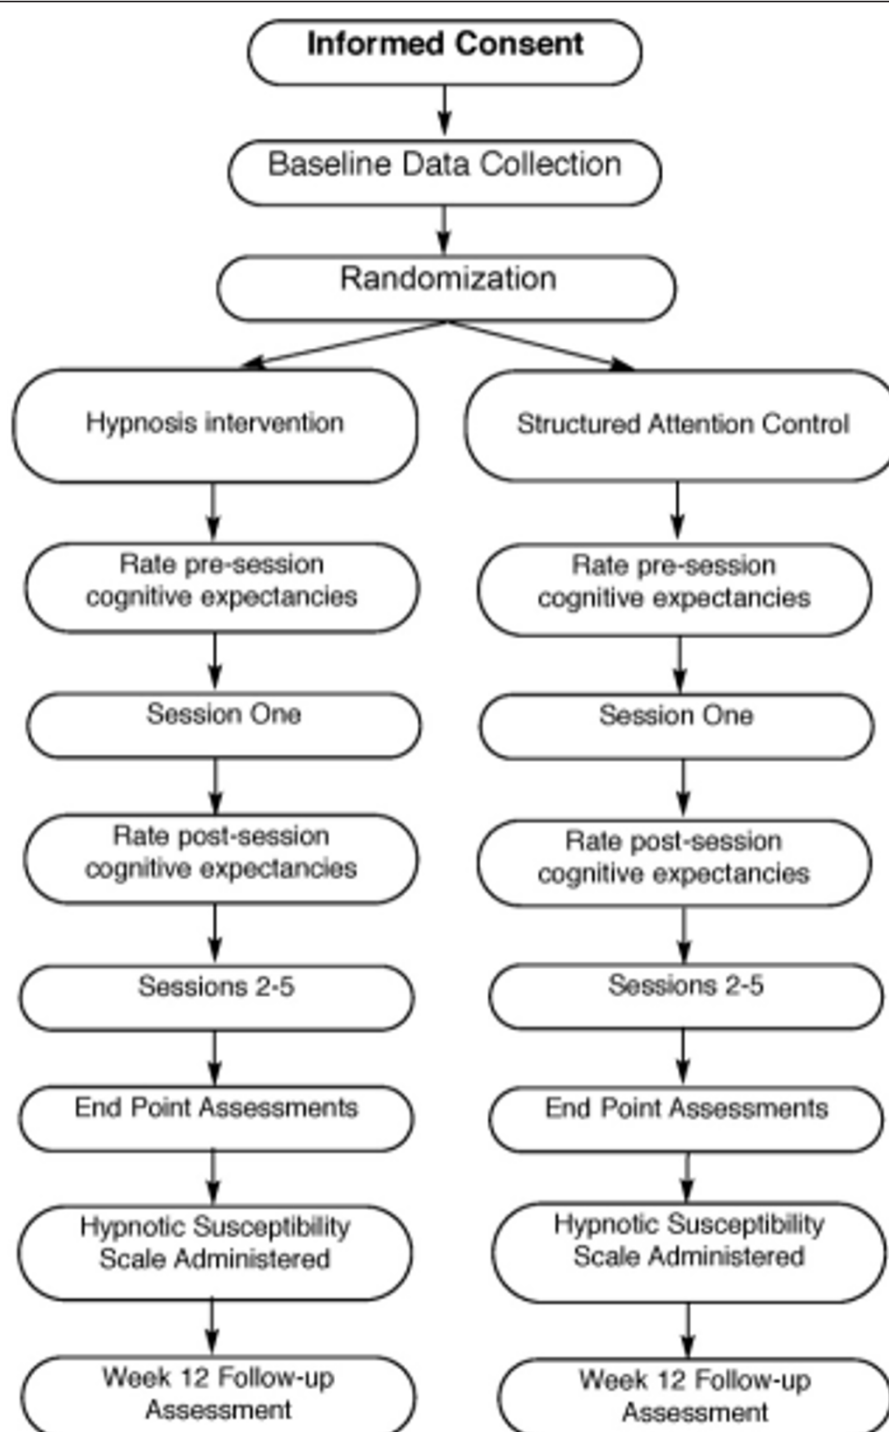 Informed Consent
Baseline Data Collection
Randomization
Hypnosis intervention
Structured Attention Control
Rate pre-session
cognitive expectancies
Rate pre-session
cognitive expectancies
Session One
Session One
Rate post-session
cognitive expectancies
Rate post-session
cognitive expectancies
Sessions 2-5
Sessions 2-5
End Point Assessments
End Point Assessments
Hypnotic Susceptibility
Scale Administered
Hypnotic Susceptibility
Scale Administered
Week 12 Follow-up
Assessment
Week 12 Follow-up
Assessment